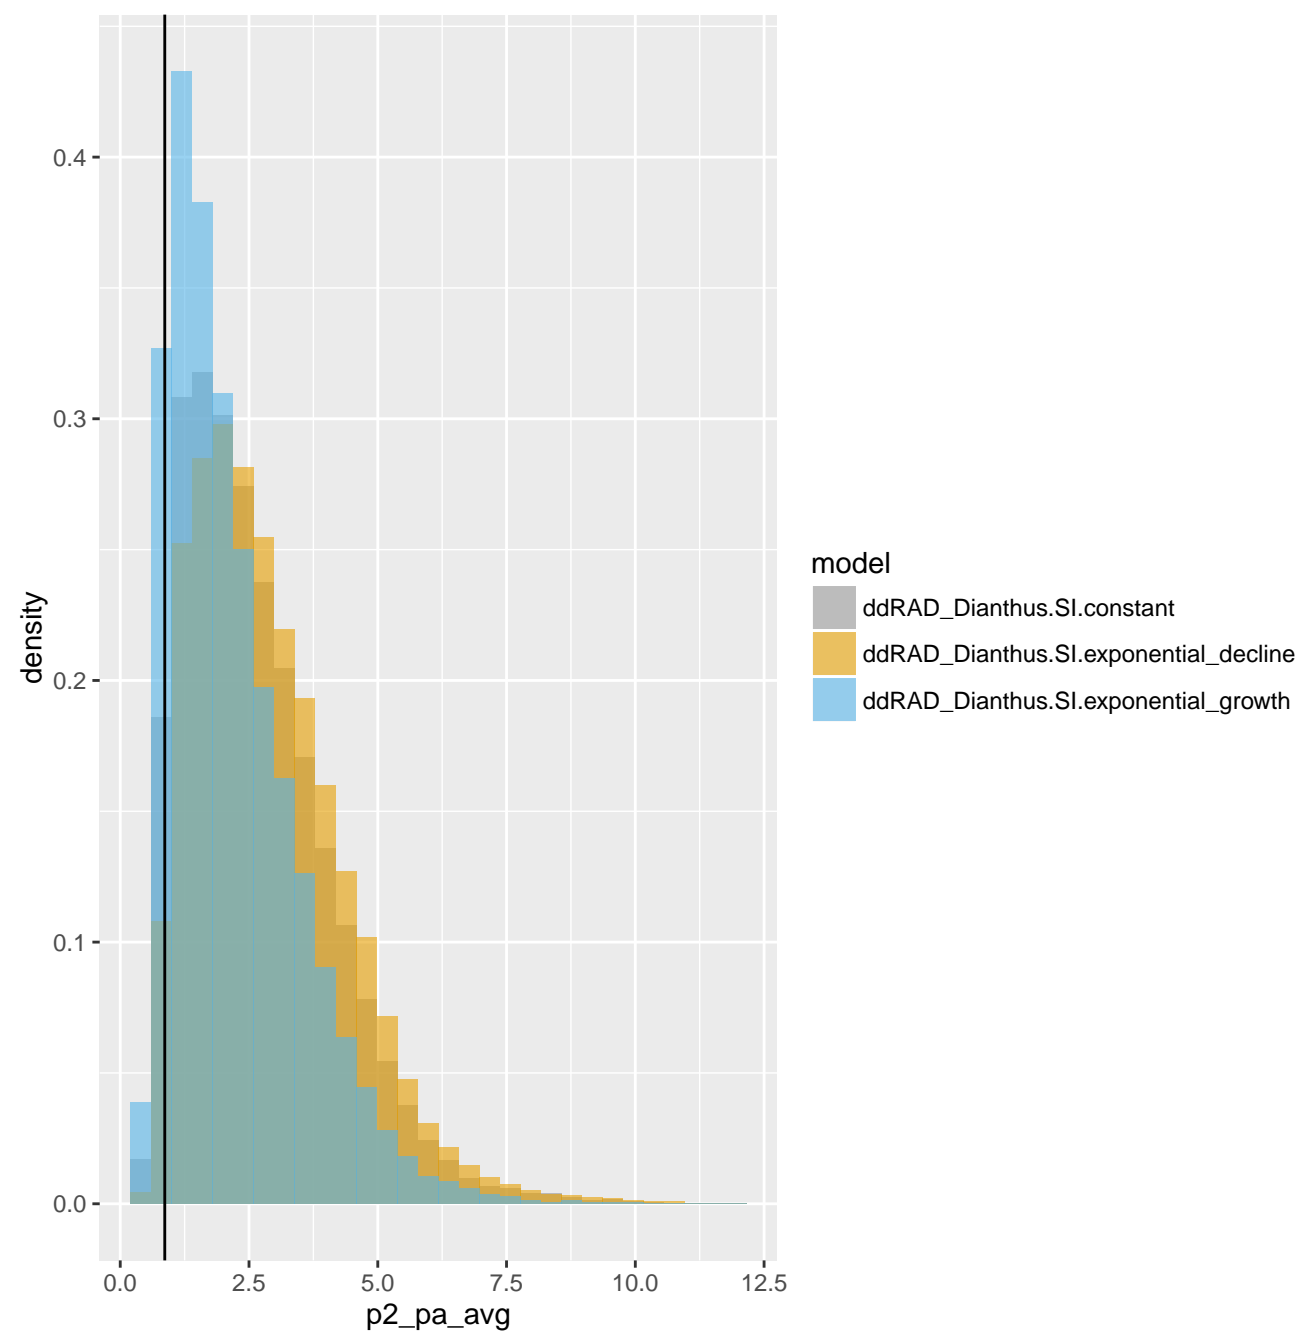 0.4
0.3
0.2
0.1
0.0
density
0.0 2.5 5.0 7.5 10.0 12.5
p2_pa_avg
model
ddRAD_Dianthus.SI.constant
ddRAD_Dianthus.SI.exponential_decline
ddRAD_Dianthus.SI.exponential_growth